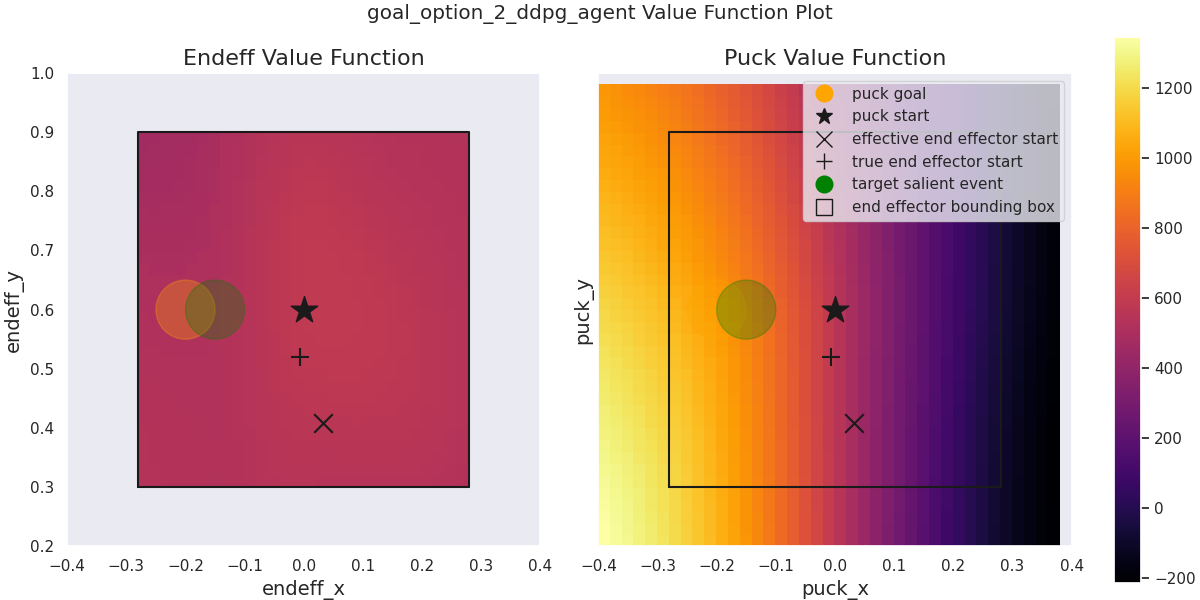 goal_option_2_ddpg_agent Value Function Plot
Endeff Value Function
1.0
0.9
0.8
0.7
0.6
0.5
0.4
0.3
0.2
endeff_y
−0.4 −0.3 −0.2 −0.1 0.0 0.1 0.2 0.3 0.4
endeff_x
Puck Value Function
puck goal
puck start
effective end effector start
true end effector start
target salient event
end effector bounding box
puck_y
−0.4 −0.3 −0.2 −0.1 0.0 0.1 0.2 0.3 0.4
puck_x
1200
1000
800
600
400
200
0
−200